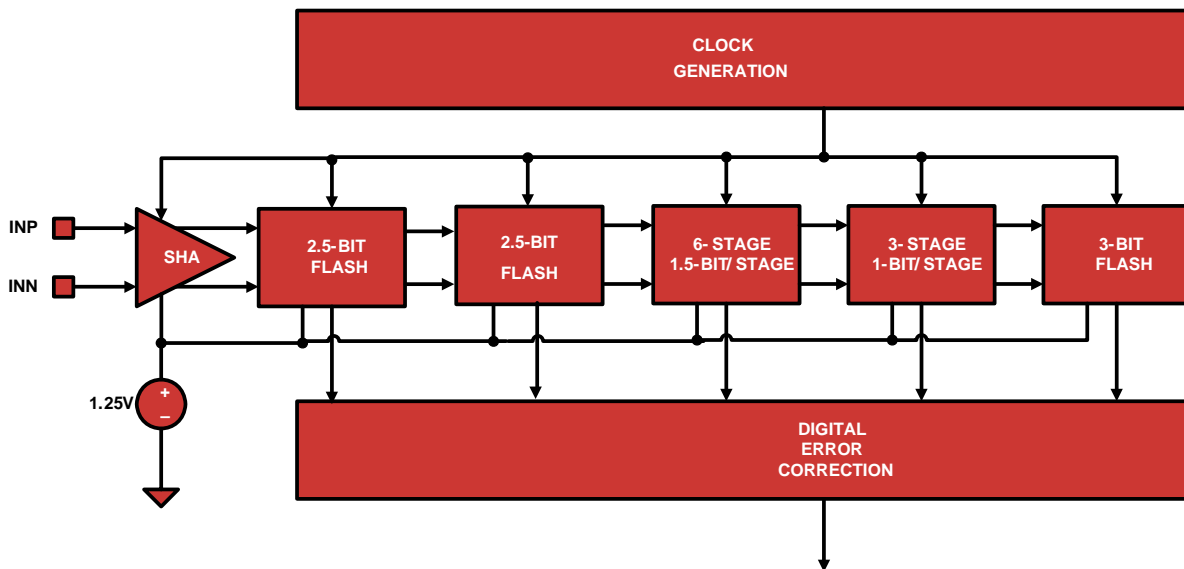 CLOCK
GENERATION
INP
INN
SHA
2.5-BIT
FLASH
2.5-BIT
FLASH
6- STAGE
1.5-BIT/ STAGE
3- STAGE
1-BIT/ STAGE
3-BIT
FLASH
1.25V
+
–
DIGITAL
ERROR
CORRECTION